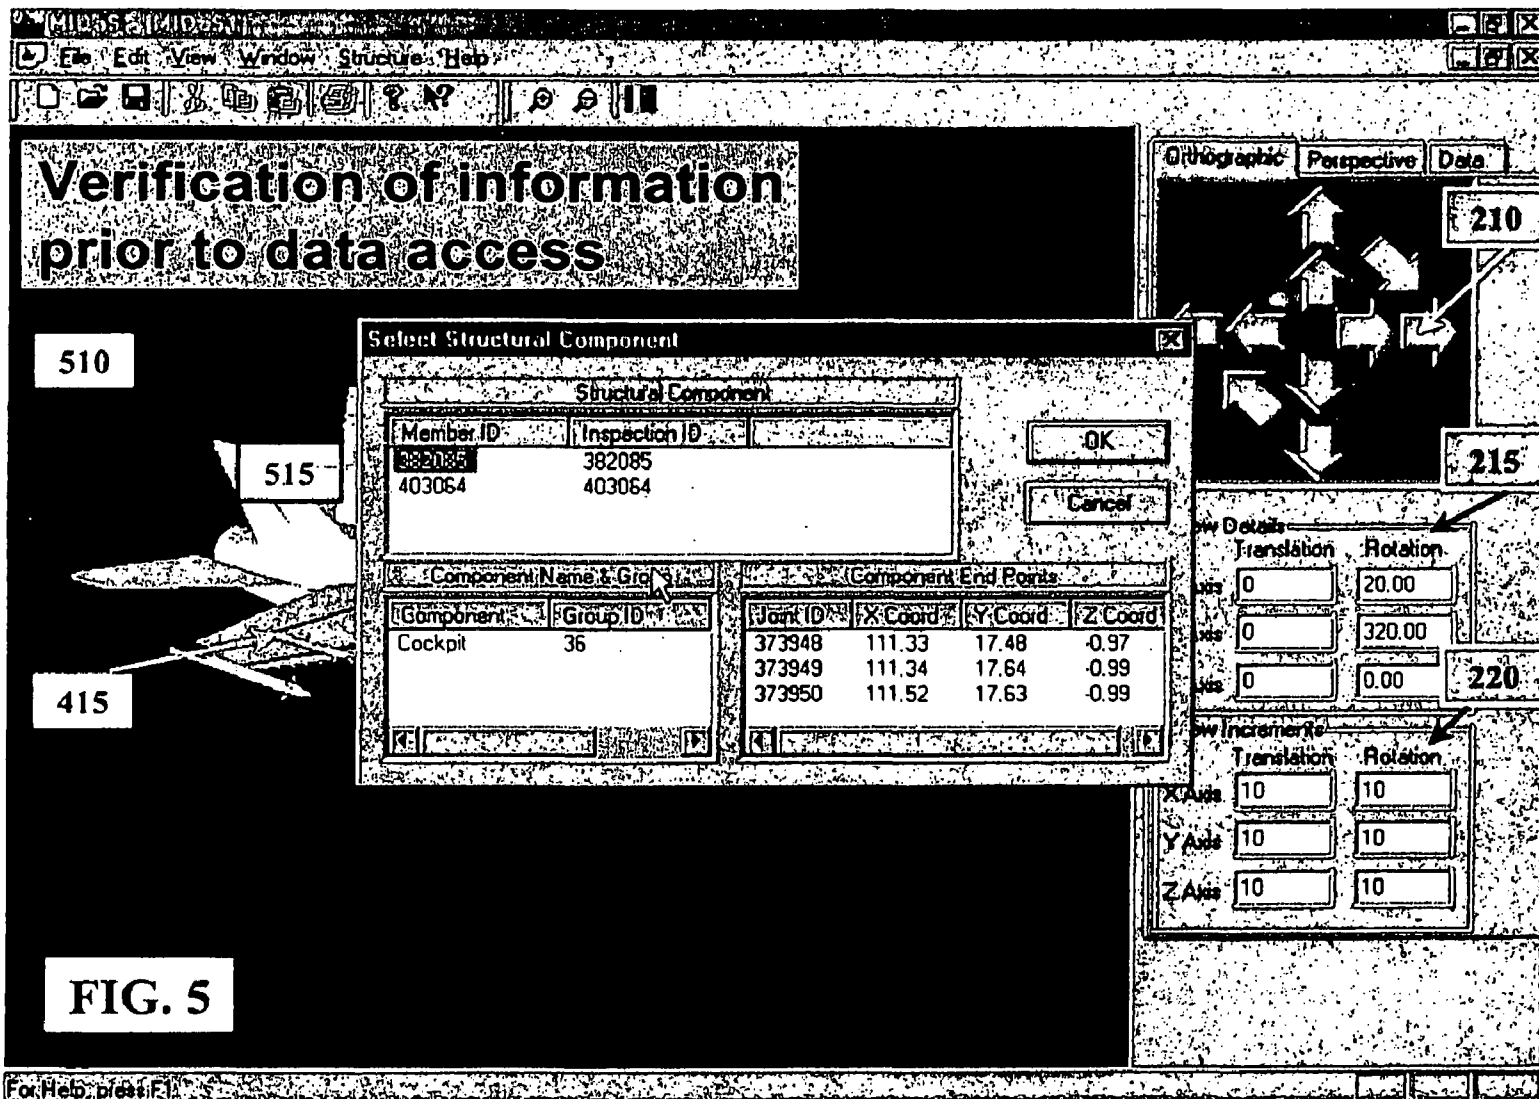 File Edit View Window Structure Help
Verification of information
prior to data access
Orthographic Perspective Data
210
510
Select Structural Component
Structural Component
Member ID Inspection ID
382085 382085
403064 403064
OK
Cancel
515
215
Component Name & Group
Component Group ID
Cockpit 36
Component End Points
Joint ID X Coord Y Coord Z Coord
373948 111.33 17.48 -0.97
373949 111.34 17.64 -0.99
373950 111.52 17.63 -0.99
Details
Translation Rotation
0 20.00
0 320.00
0 0.00
220
415
Increments
Translation Rotation
X Axis 10 10
Y Axis 10 10
Z Axis 10 10
FIG. 5
For Help, press F1